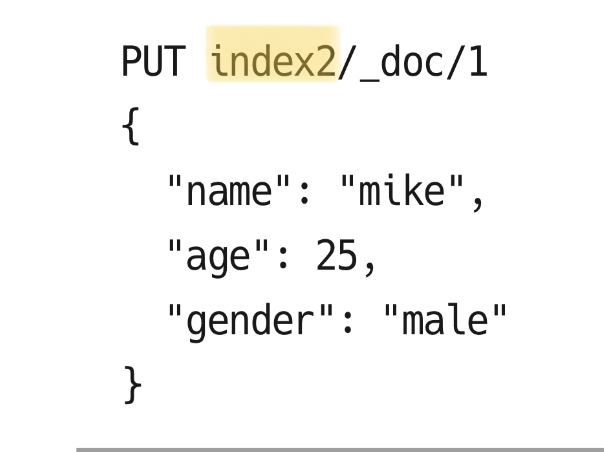 PUT index2/_doc/1
{
"name": "mike",
"age": 25,
"gender": "male"
}